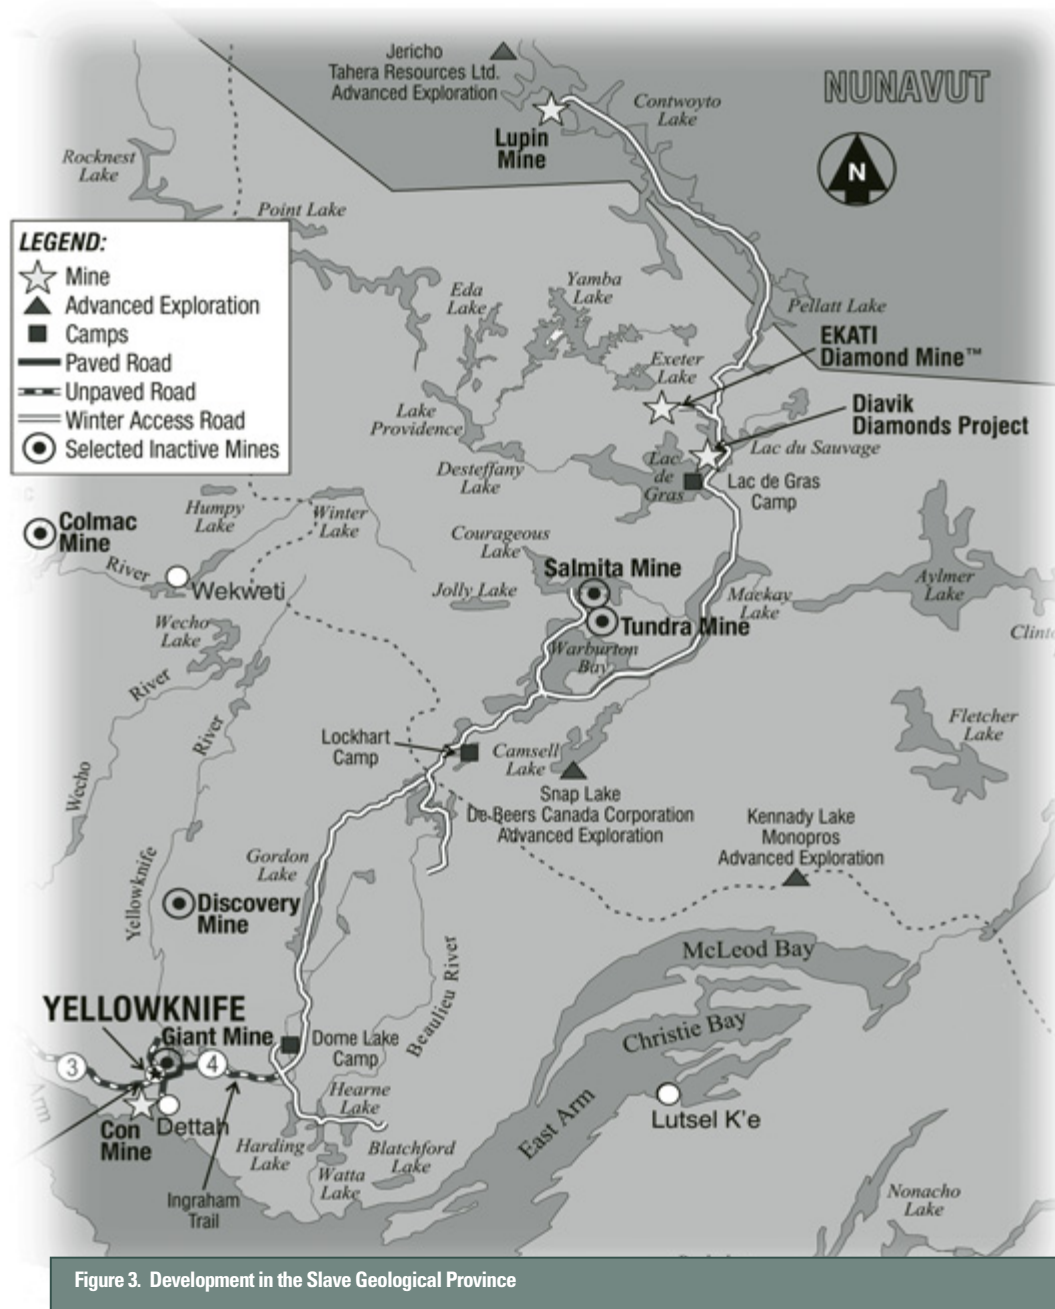 Jericho
Tahera Resources Ltd.
Advanced Exploration
NUNAVUT
Contwoyto
Lake
Lupin
Mine
N
Rocknest
Lake
Point Lake
LEGEND:
Mine
Advanced Exploration
Camps
Paved Road
Unpaved Road
Winter Access Road
Selected Inactive Mines
Eda
Lake
Yamba
Lake
Pellatt Lake
EKATI
Diamond Mine™
Exeter
Lake
Diavik
Diamonds Project
Lake
Providence
Lac du Sauvage
Lac
de
Gras
Desteffany
Lake
Lac de Gras
Camp
Humpy
Lake
Winter
Lake
Colmac
Mine
Courageous
Lake
River
Wekweti
Salmita Mine
Jolly Lake
Mackay
Lake
Aylmer
Lake
Tundra Mine
Wecho
Lake
Warburton
Bay
River
River
Wecho
Fletcher
Lake
Lockhart
Camp
Camsell
Lake
Snap Lake
De Beers Canada Corporation
Advanced Exploration
Kennady Lake
Monopros
Advanced Exploration
Gordon
Lake
Yellowknife
Discovery
Mine
Beaulieu River
McLeod Bay
Christie Bay
YELLOWKNIFE
Giant Mine
Dome Lake
Camp
3
4
Hearne
Lake
Lutsel K'e
East Arm
Arm
Con
Mine
Dettah
Harding
Lake
Watta
Lake
Blatchford
Lake
Ingraham
Trail
Nonacho
Lake
Figure 3. Development in the Slave Geological Province